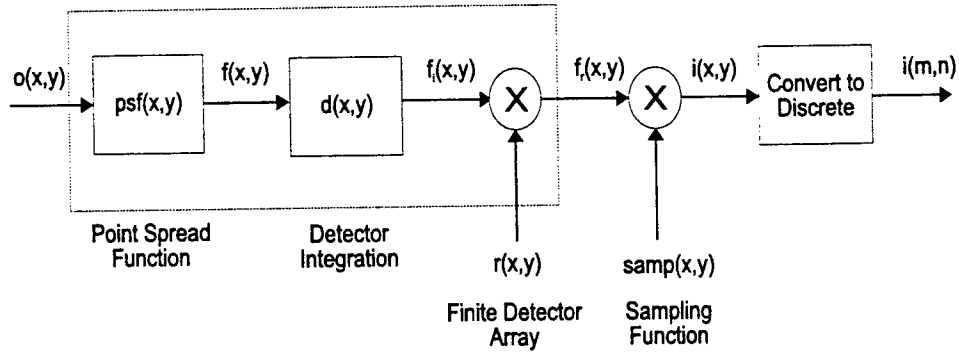 o(x,y)
psf(x,y)
f(x,y)
d(x,y)
fᵢ(x,y)
X
fᵣ(x,y)
X
i(x,y)
Convert to
Discrete
i(m,n)
Point Spread
Function
Detector
Integration
r(x,y)
samp(x,y)
Finite Detector
Array
Sampling
Function